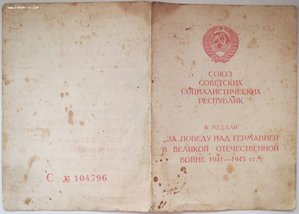 С № 104796
СОЮЗ
СОВЕТСКИХ
СОЦИАЛИСТИЧЕСКИХ
РЕСПУБЛИК
К МЕДАЛИ
„ЗА ПОБЕДУ НАД ГЕРМАНИЕЙ
В ВЕЛИКОЙ ОТЕЧЕСТВЕННОЙ
ВОЙНЕ 1941—1945 гг.“